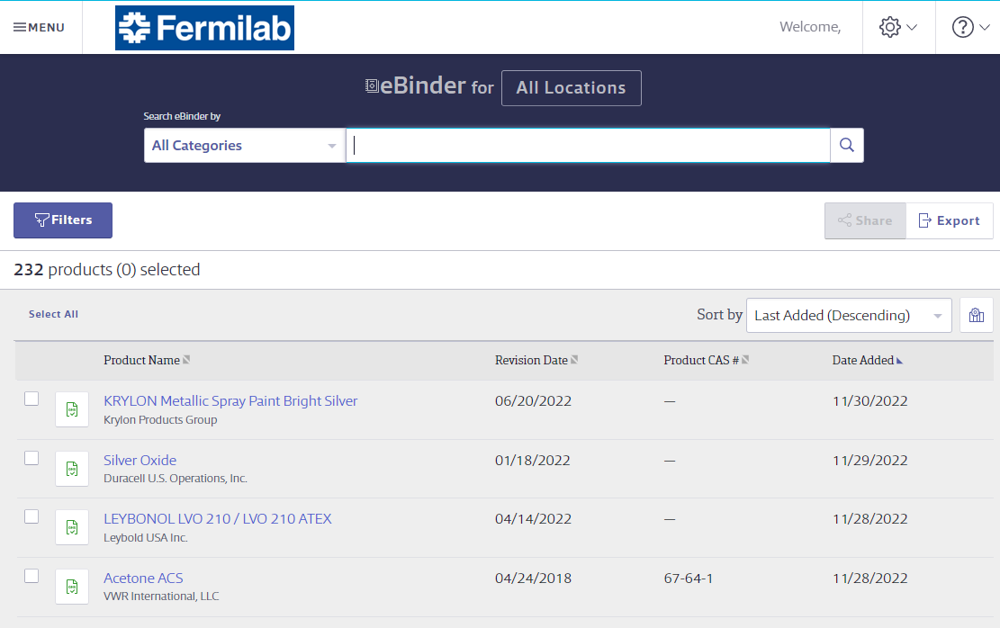 MENU
Fermilab
Welcome,
eBinder for All Locations
Search eBinder by
All Categories
Filters
Share
Export
232 products (0) selected
Select All
Sort by Last Added (Descending)
Product Name Revision Date Product CAS # Date Added
KRYLON Metallic Spray Paint Bright Silver 06/20/2022 — 11/30/2022
Krylon Products Group
Silver Oxide 01/18/2022 — 11/29/2022
Duracell U.S. Operations, Inc.
LEYBONOL LVO 210 / LVO 210 ATEX 04/14/2022 — 11/28/2022
Leybold USA Inc.
Acetone ACS 04/24/2018 67-64-1 11/28/2022
VWR International, LLC